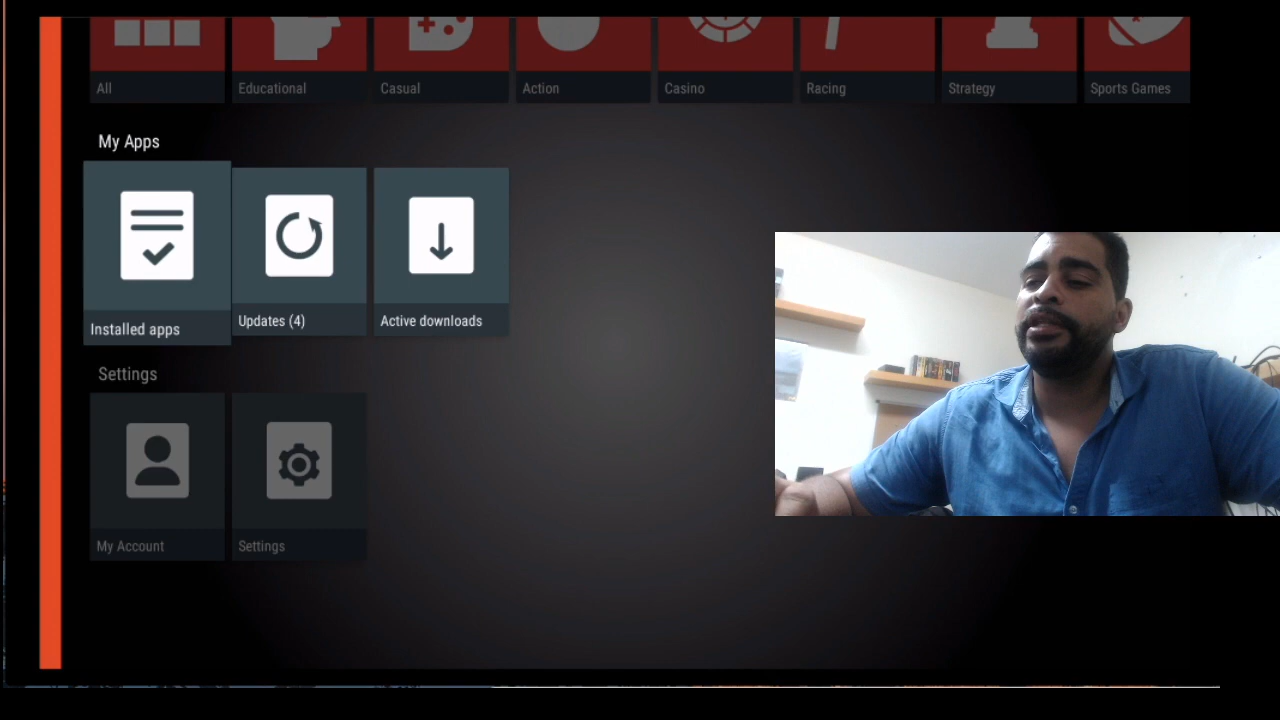 All
Educational
Casual
Action
Casino
Racing
Strategy
Sports Games
My Apps
Installed apps
Updates (4)
Active downloads
Settings
My Account
Settings